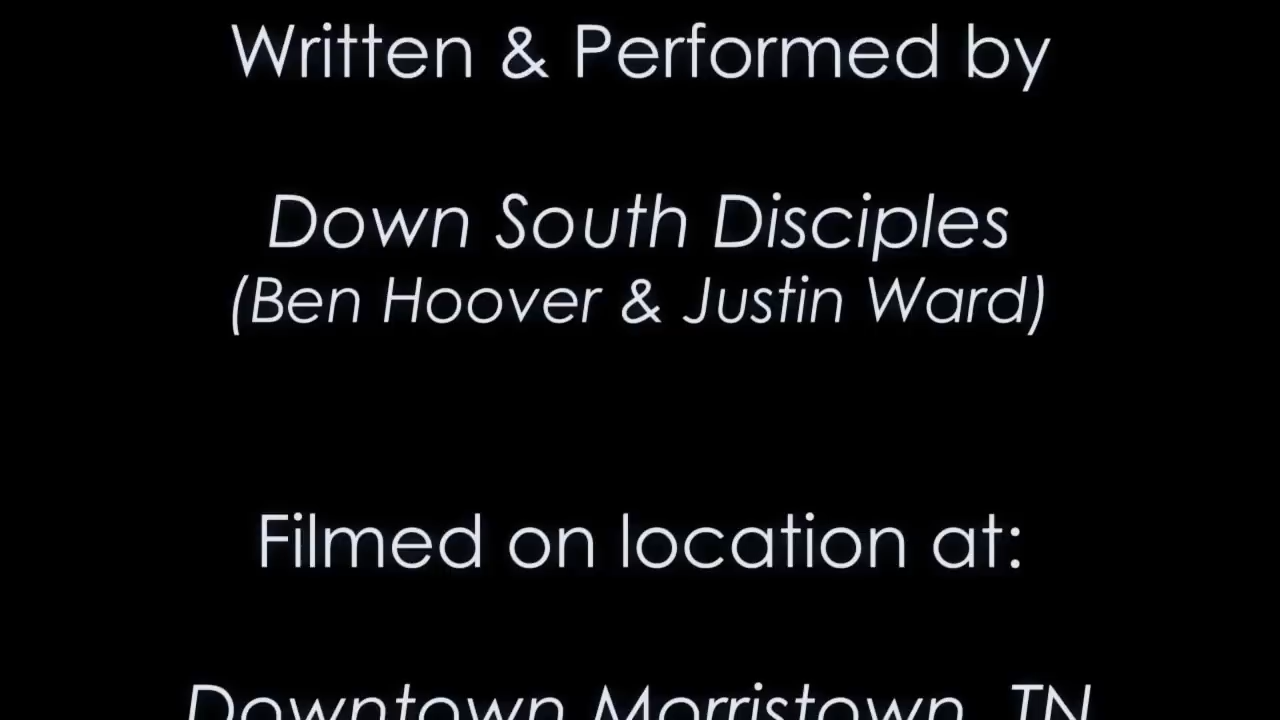 Written & Performed by
Down South Disciples
(Ben Hoover & Justin Ward)
Filmed on location at:
Downtown Morristown, TN